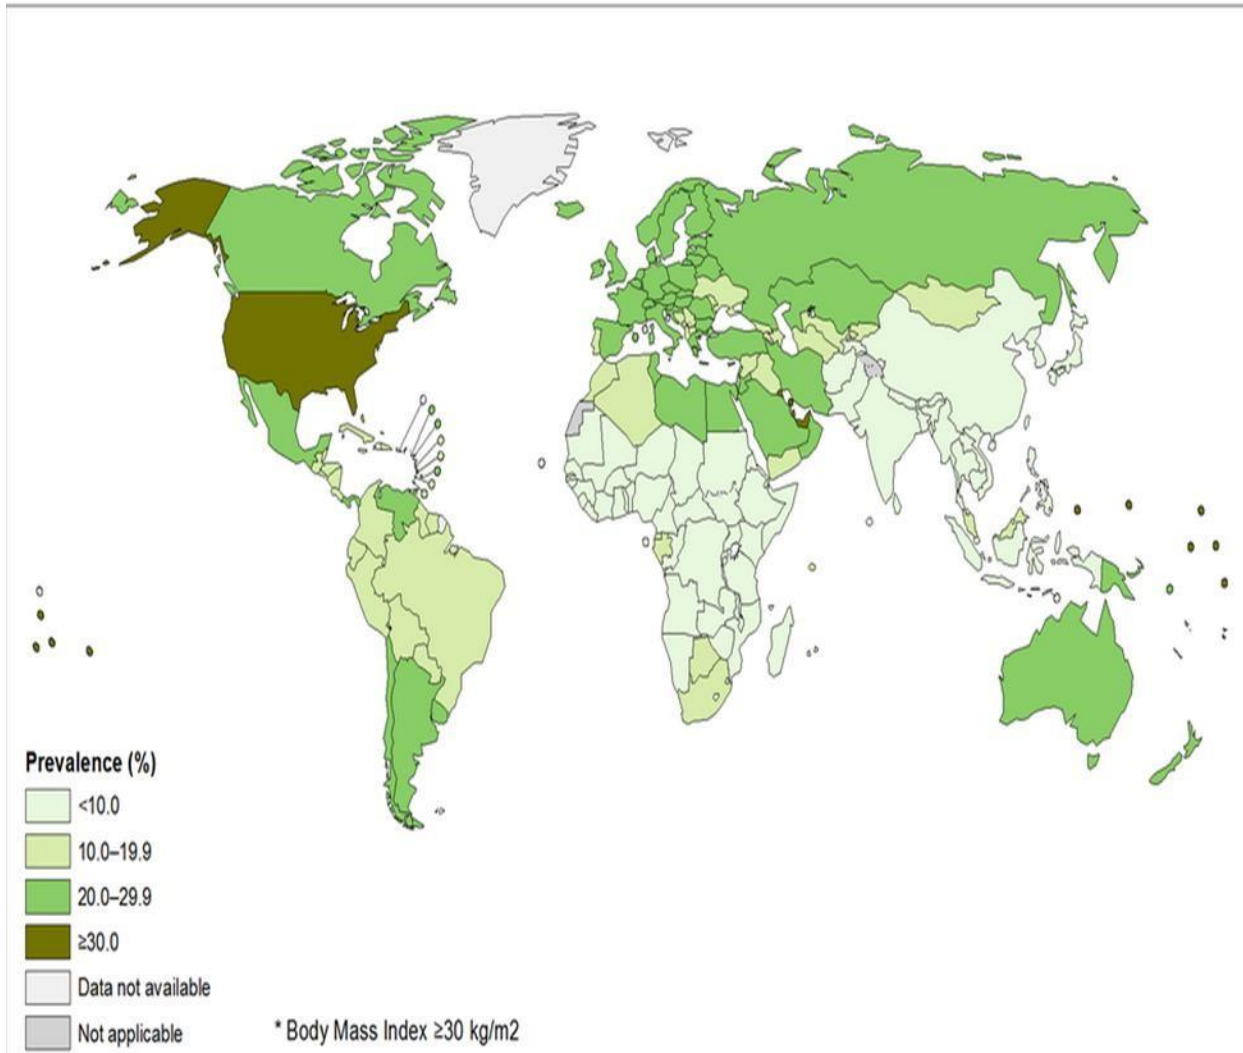 Prevalence (%)
<10.0
10.0–19.9
20.0–29.9
≥30.0
Data not available
Not applicable
* Body Mass Index ≥30 kg/m2